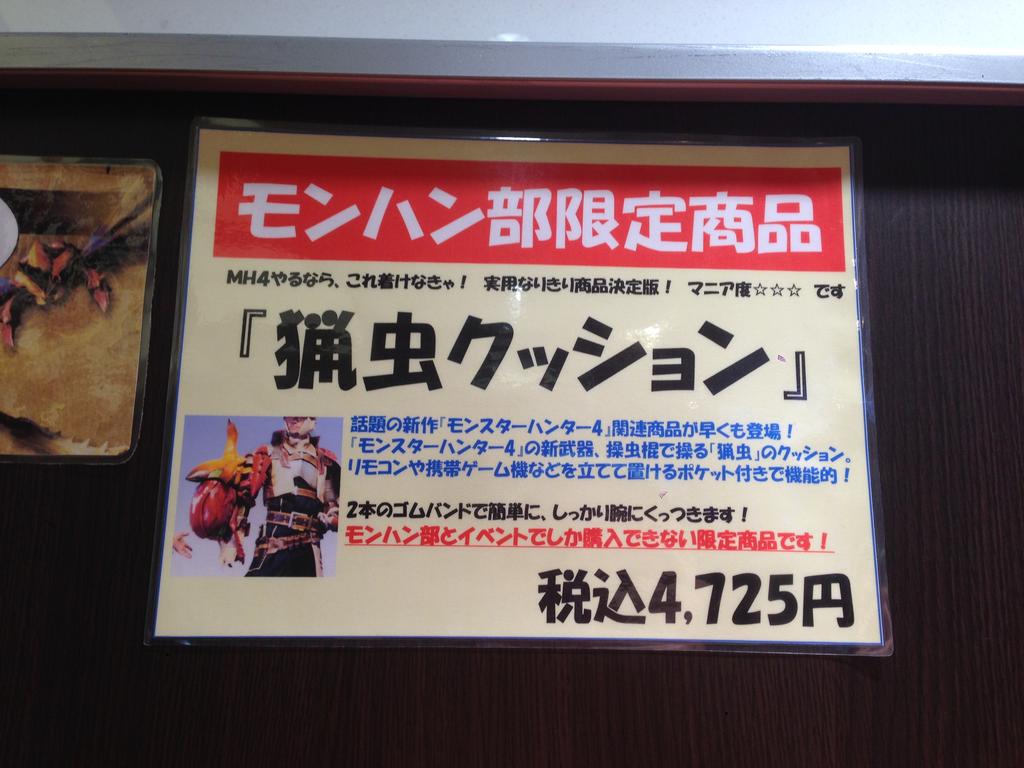 モンハン部限定商品
MH4やるなら、これ着けなきゃ! 実用なりきり商品決定版! マニア度☆☆☆ です
『猟虫クッション』
話題の新作『モンスターハンター4』関連商品が早くも登場!
『モンスターハンター4』の新武器、操虫棍で操る「猟虫」のクッション。
リモコンや携帯ゲーム機などを立てて置けるポケット付きで機能的!
2本のゴムバンドで簡単に、しっかり腕にくっつきます!
モンハン部とイベントでしか購入できない限定商品です!
税込4,725円